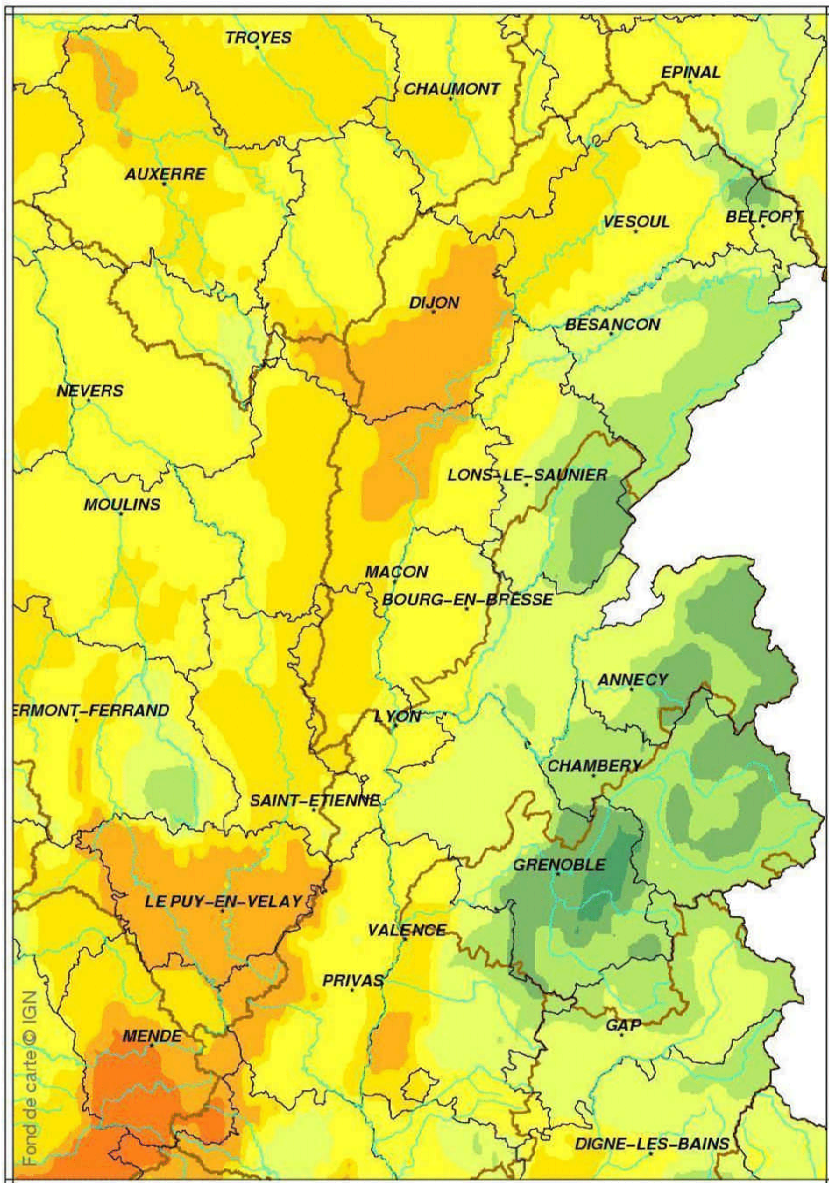 TROYES
EPINAL
CHAUMONT
AUXERRE
BELFORT
VESOUL
DIJON
BESANCON
NEVERS
LONS-LE-SAUNIER
MOULINS
MACON
BOURG-EN-BRESSE
ANNECY
ERMONT-FERRAND
LYON
CHAMBERY
SAINT-ETIENNE
GRENOBLE
LE PUY-EN-VELAY
VALENCE
PRIVAS
GAP
MENDE
DIGNE-LES-BAINS
Fond de carte © IGN